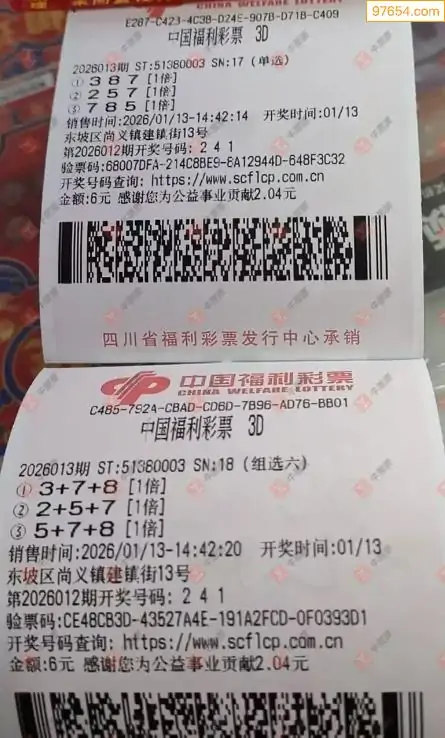 97654.com
CHINA WELFARE LOTTERY
E287-C423-4C3B-D24E-907B-D71B-C409
中国福利彩票 3D
2026013期 ST:51380003 SN:17 (单选)
① 3 8 7 [1倍]
② 2 5 7 [1倍]
③ 7 8 5 [1倍]
销售时间:2026/01/13-14:42:14 开奖时间:01/13
东坡区尚义镇建镇街13号
第2026012期开奖号码: 2 4 1
验票码:68007DFA-214C8BE9-6A12944D-648F3C32
开奖号码查询: https://www.scflcp.com.cn
金额:6元 感谢您为公益事业贡献2.04元
四川省福利彩票发行中心承销
中国福利彩票
CHINA WELFARE LOTTERY
C485-792A-CBAD-CD6D-7B96-AD76-BB01
中国福利彩票 3D
2026013期 ST:51380003 SN:18 (组选六)
① 3+7+8 [1倍]
② 2+5+7 [1倍]
③ 5+7+8 [1倍]
销售时间:2026/01/13-14:42:20 开奖时间:01/13
东坡区尚义镇建镇街13号
第2026012期开奖号码: 2 4 1
验票码:CE48CB3D-43527A4E-191A2FCD-0F0393D1
开奖号码查询: https://www.scflcp.com.cn
金额:6元 感谢您为公益事业贡献2.04元